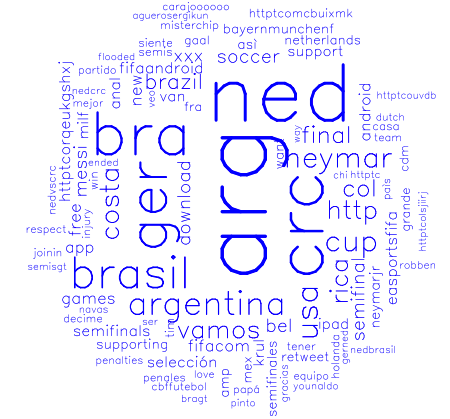 carajoooooo
aguerosergikun
httptcomcbuixmk
misterchip
bayernmunchenf
siente
gaal
así
netherlands
semis
xxx
soccer
support
flooded
fifaandroid
partido
anal
new
brazil
ned
android
httptcouvdb
nedcrc
van
veo
fra
mejor
dutch
httptcorqeukgshxj
milf
bra
arg
way
final
casa
team
messi
ended
want
neymar
cdm
nedvscrc
win
costa
ger
download
crc
chi
httptc
país
free
injury
col
grande
httptcolsjiirj
respect
http
app
cup
easportsfifa
joinin
semisgt
brasil
rica
semifinal
neymarjr
robben
games
argentina
usa
navas
decime
ser
tim
vamos
bel
ipad
semifinals
supporting
fifacom
krul
tener
holanda
gerned
nedbrasil
penalties
selección
mex
semifinales
retweet
penales
love
amp
gracias
equipo
cbffutebol
papá
younaldo
bragt
pinto